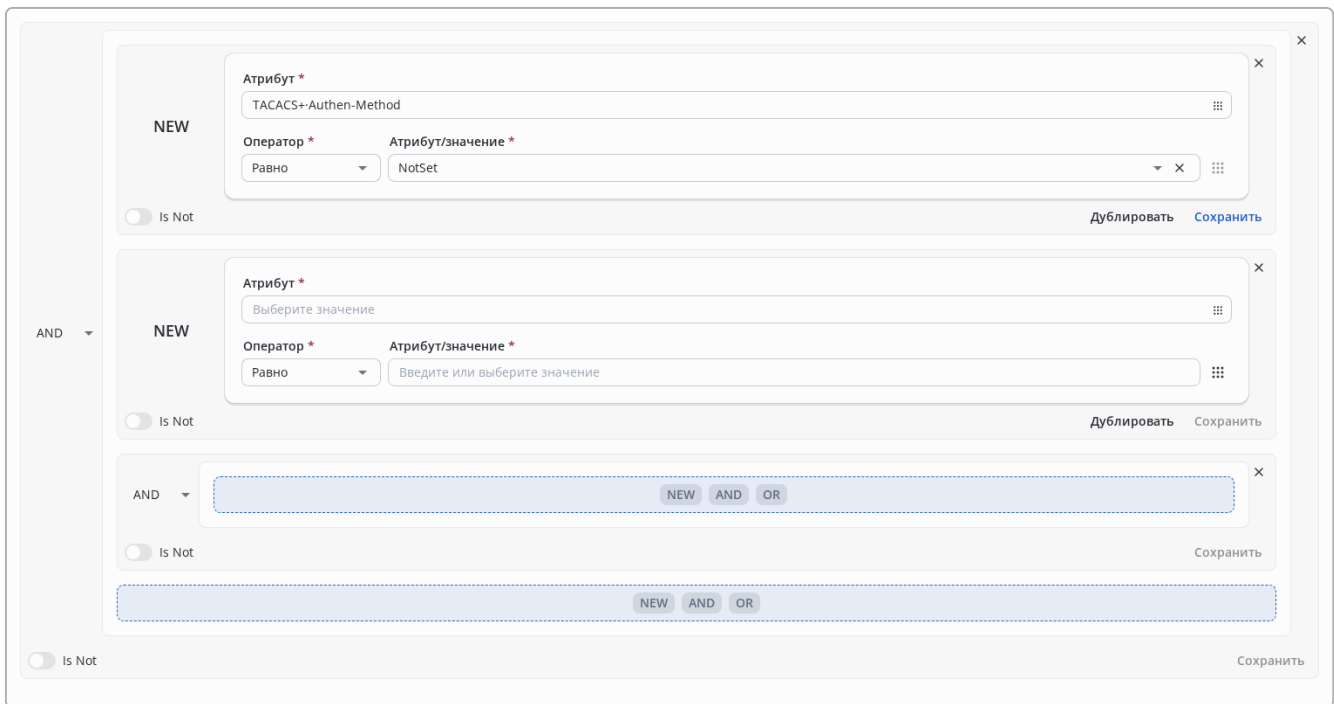 NEW
Атрибут *
TACACS+·Authen-Method
Оператор * Атрибут/значение *
Равно NotSet
Is Not Дублировать Сохранить
AND
NEW
Атрибут *
Выберите значение
Оператор * Атрибут/значение *
Равно Введите или выберите значение
Is Not Дублировать Сохранить
AND NEW AND OR
Is Not Сохранить
NEW AND OR
Is Not Сохранить